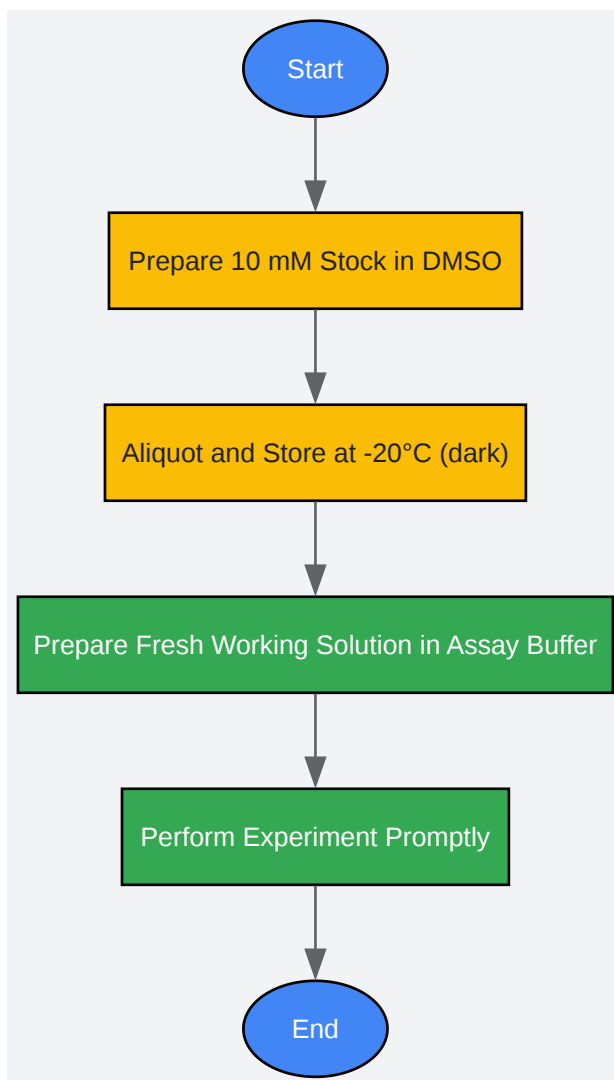 Start
Prepare 10 mM Stock in DMSO
Aliquot and Store at -20°C (dark)
Prepare Fresh Working Solution in Assay Buffer
Perform Experiment Promptly
End